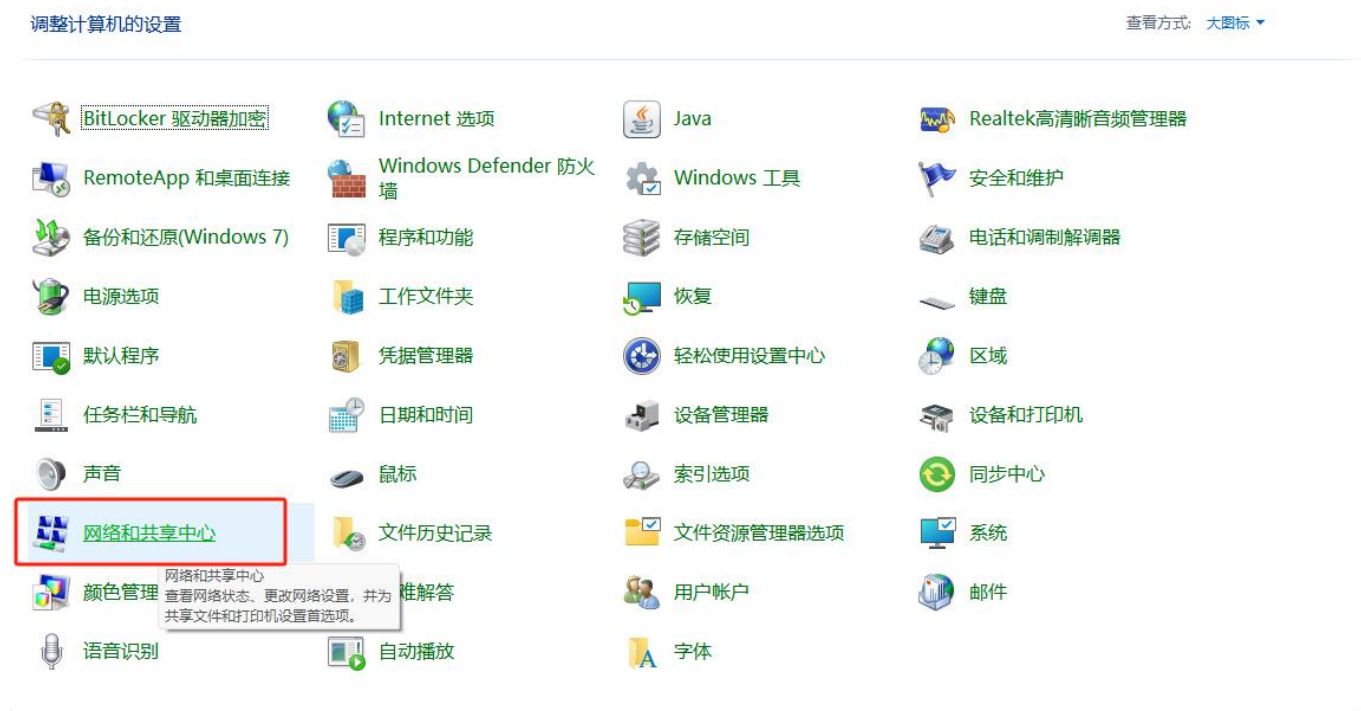 调整计算机的设置
查看方式: 大图标
BitLocker 驱动器加密
Internet 选项
Java
Realtek高清晰音频管理器
RemoteApp 和桌面连接
Windows Defender 防火
墙
Windows 工具
安全和维护
备份和还原(Windows 7)
程序和功能
存储空间
电话和调制解调器
电源选项
工作文件夹
恢复
键盘
默认程序
凭据管理器
轻松使用设置中心
区域
任务栏和导航
日期和时间
设备管理器
设备和打印机
声音
鼠标
索引选项
同步中心
网络和共享中心
文件历史记录
文件资源管理器选项
系统
颜色管理
网络和共享中心
查看网络状态、更改网络设置，并为
共享文件和打印机设置首选项。
难解答
用户帐户
邮件
语音识别
自动播放
字体